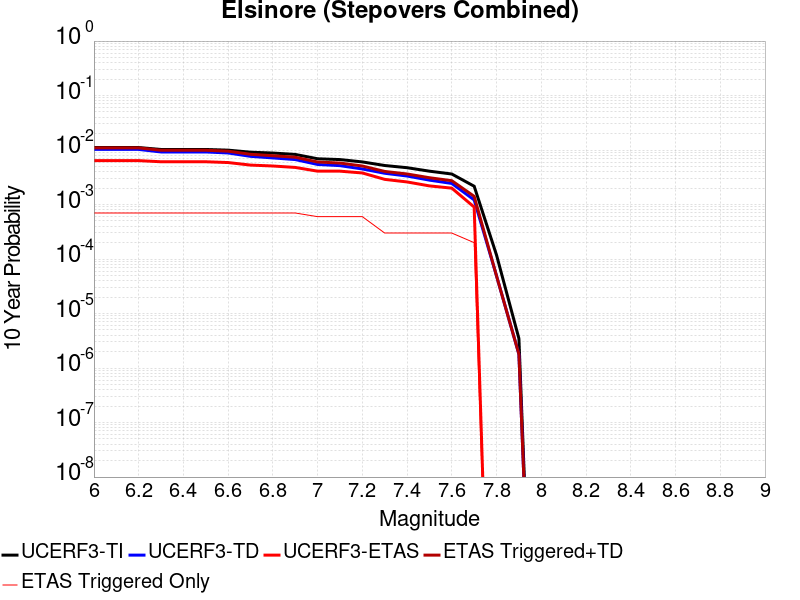 Elsinore (Stepovers Combined)
10 0
10 -1
10 -2
10 -3
10 -4
10 -5
10 -6
10 -7
10 -8
10 Year Probability
6 6.2 6.4 6.6 6.8 7 7.2 7.4 7.6 7.8 8 8.2 8.4 8.6 8.8 9
Magnitude
UCERF3-TI UCERF3-TD UCERF3-ETAS ETAS Triggered+TD
ETAS Triggered Only